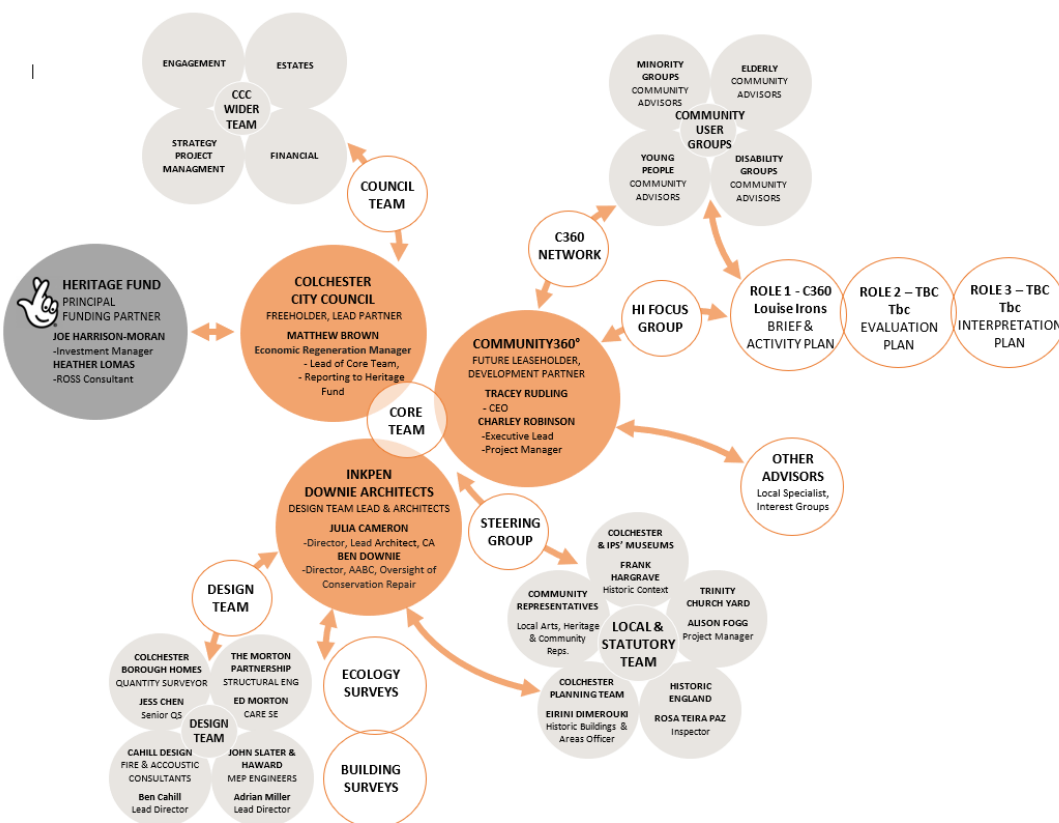 ENGAGEMENT
ESTATES
CCC
WIDER
TEAM
STRATEGY
PROJECT
MANAGMENT
FINANCIAL
COUNCIL
TEAM
MINORITY
GROUPS
COMMUNITY
ADVISORS
ELDERLY
COMMUNITY
ADVISORS
COMMUNITY
USER
GROUPS
YOUNG
PEOPLE
COMMUNITY
ADVISORS
DISABILITY
GROUPS
COMMUNITY
ADVISORS
C360
NETWORK
HERITAGE FUND
PRINCIPAL
FUNDING PARTNER
JOE HARRISON-MORAN
-Investment Manager
HEATHER LOMAS
-ROSS Consultant
COLCHESTER
CITY COUNCIL
FREEHOLDER, LEAD PARTNER
MATTHEW BROWN
Economic Regeneration Manager
- Lead of Core Team,
- Reporting to Heritage
Fund
CORE
TEAM
COMMUNITY360°
FUTURE LEASEHOLDER,
DEVELOPMENT PARTNER
TRACEY RUDLING
- CEO
CHARLEY ROBINSON
-Executive Lead
-Project Manager
HI FOCUS
GROUP
ROLE 1 - C360
Louise Irons
BRIEF &
ACTIVITY PLAN
ROLE 2 – TBC
Tbc
EVALUATION
PLAN
ROLE 3 – TBC
Tbc
INTERPRETATION
PLAN
OTHER
ADVISORS
Local Specialist,
Interest Groups
INKPEN
DOWNIE ARCHITECTS
DESIGN TEAM LEAD & ARCHITECTS
JULIA CAMERON
-Director, Lead Architect, CA
BEN DOWNIE
-Director, AABC, Oversight of
Conservation Repair
STEERING
GROUP
COLCHESTER
& IPS' MUSEUMS
FRANK
HARGRAVE
Historic Context
COMMUNITY
REPRESENTATIVES
Local Arts, Heritage
& Community
Reps.
TRINITY
CHURCH YARD
ALISON FOGG
Project Manager
LOCAL &
STATUTORY
TEAM
COLCHESTER
PLANNING TEAM
EIRINI DIMEROUKI
Historic Buildings &
Areas Officer
HISTORIC
ENGLAND
ROSA TEIRA PAZ
Inspector
DESIGN
TEAM
COLCHESTER
BOROUGH HOMES
QUANTITY SURVEYOR
JESS CHEN
Senior QS
THE MORTON
PARTNERSHIP
STRUCTURAL ENG
ED MORTON
CARE SE
DESIGN
TEAM
CAHILL DESIGN
FIRE & ACCOUSTIC
CONSULTANTS
Ben Cahill
Lead Director
JOHN SLATER &
HAWARD
MEP ENGINEERS
Adrian Miller
Lead Director
ECOLOGY
SURVEYS
BUILDING
SURVEYS